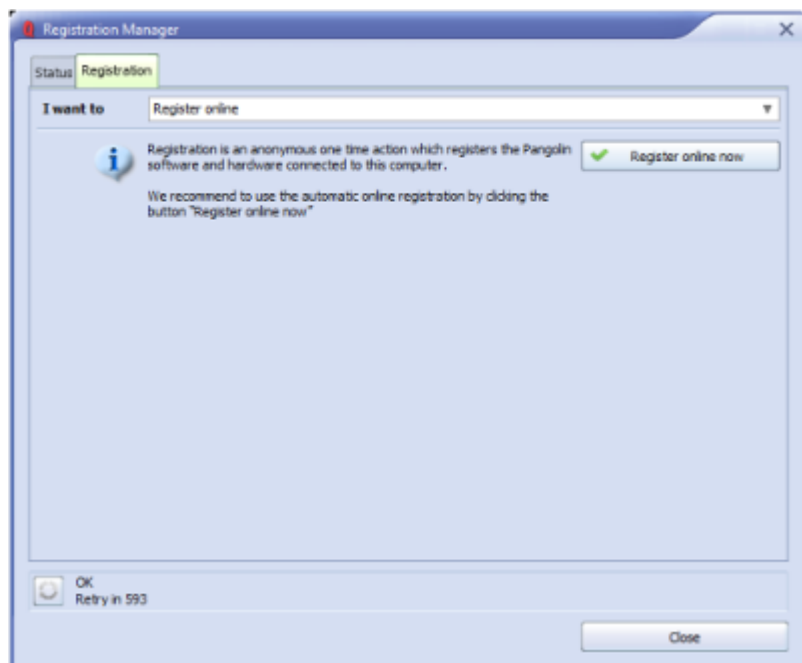 Registration Manager
Status Registration
I want to Register online
Registration is an anonymous one time action which registers the Pangolin
software and hardware connected to this computer.
Register online now
We recommend to use the automatic online registration by clicking the
button "Register online now"
OK
Retry in 593
Close